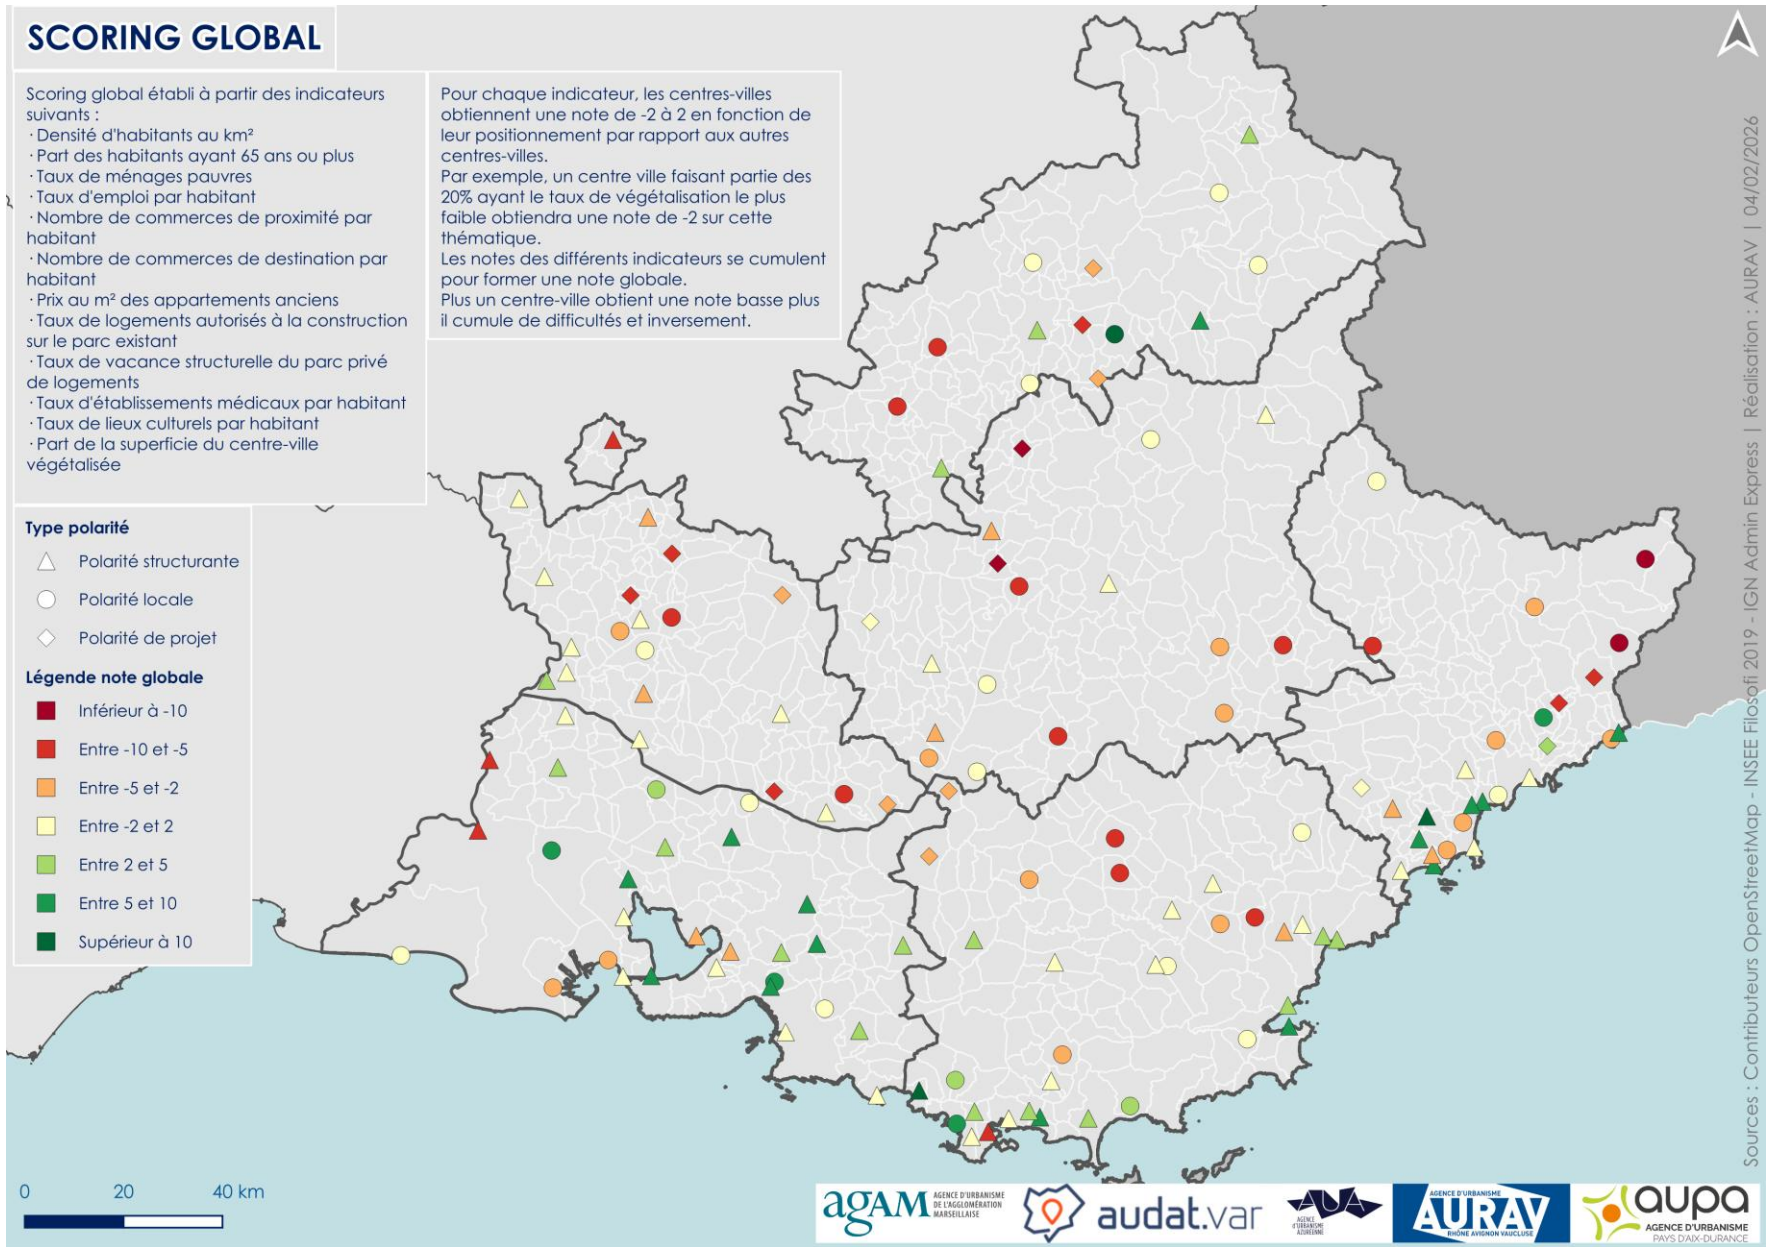 SCORING GLOBAL
Scoring global établi à partir des indicateurs
suivants :
· Densité d'habitants au km²
· Part des habitants ayant 65 ans ou plus
· Taux de ménages pauvres
· Taux d'emploi par habitant
· Nombre de commerces de proximité par
habitant
· Nombre de commerces de destination par
habitant
· Prix au m² des appartements anciens
· Taux de logements autorisés à la construction
sur le parc existant
· Taux de vacance structurelle du parc privé
de logements
· Taux d'établissements médicaux par habitant
· Taux de lieux culturels par habitant
· Part de la superficie du centre-ville
végétalisée
Pour chaque indicateur, les centres-villes
obtiennent une note de -2 à 2 en fonction de
leur positionnement par rapport aux autres
centres-villes.
Par exemple, un centre ville faisant partie des
20% ayant le taux de végétalisation le plus
faible obtiendra une note de -2 sur cette
thématique.
Les notes des différents indicateurs se cumulent
pour former une note globale.
Plus un centre-ville obtient une note basse plus
il cumule de difficultés et inversement.
Type polarité
Polarité structurante
Polarité locale
Polarité de projet
Légende note globale
Inférieur à -10
Entre -10 et -5
Entre -5 et -2
Entre -2 et 2
Entre 2 et 5
Entre 5 et 10
Supérieur à 10
0 20 40 km
Sources : Contributeurs OpenStreetMap - INSEE Filosofi 2019 - IGN Admin Express | Réalisation : AURAV | 04/02/2026
agAM
AGENCE D'URBANISME
DE L'AGGLOMÉRATION
MARSEILLAISE
audat.var
AUA
AGENCE
D'URBANISME
AZURÉENNE
AGENCE D'URBANISME
AURAV
RHÔNE AVIGNON VAUCLUSE
aupa
AGENCE D'URBANISME
PAYS D'AIX-DURANCE